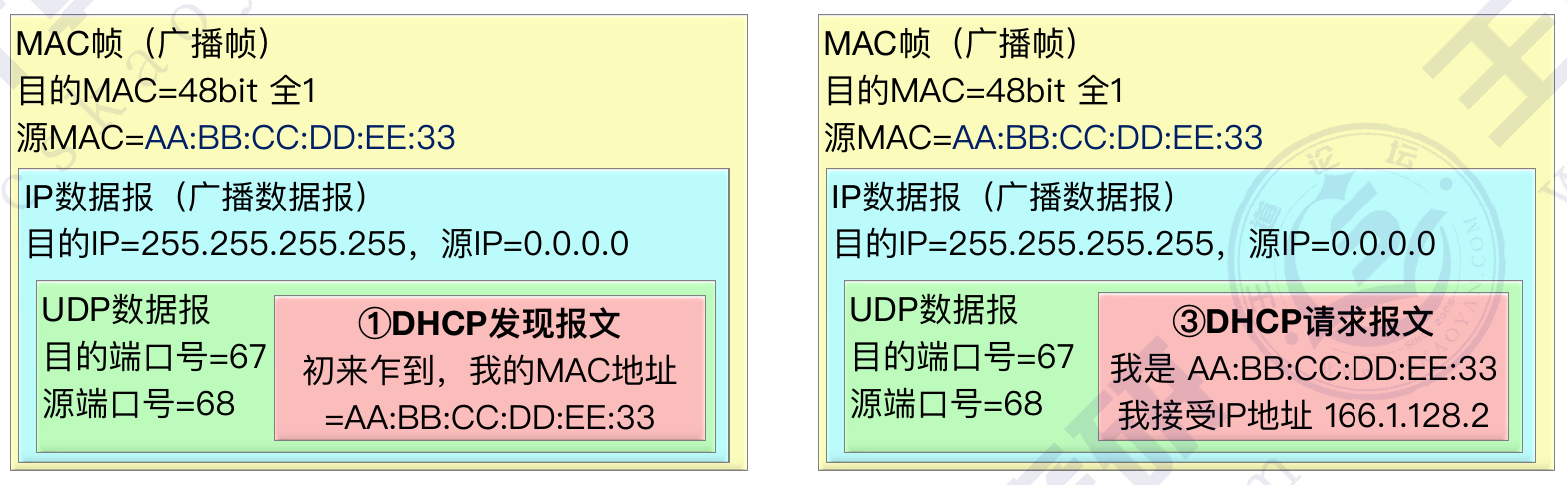 MAC帧（广播帧）
目的MAC=48bit 全1
源MAC=AA:BB:CC:DD:EE:33
IP数据报（广播数据报）
目的IP=255.255.255.255，源IP=0.0.0.0
UDP数据报
目的端口号=67
源端口号=68
①DHCP发现报文
初来乍到，我的MAC地址
=AA:BB:CC:DD:EE:33
MAC帧（广播帧）
目的MAC=48bit 全1
源MAC=AA:BB:CC:DD:EE:33
IP数据报（广播数据报）
目的IP=255.255.255.255，源IP=0.0.0.0
UDP数据报
目的端口号=67
源端口号=68
③DHCP请求报文
我是 AA:BB:CC:DD:EE:33
我接受IP地址 166.1.128.2